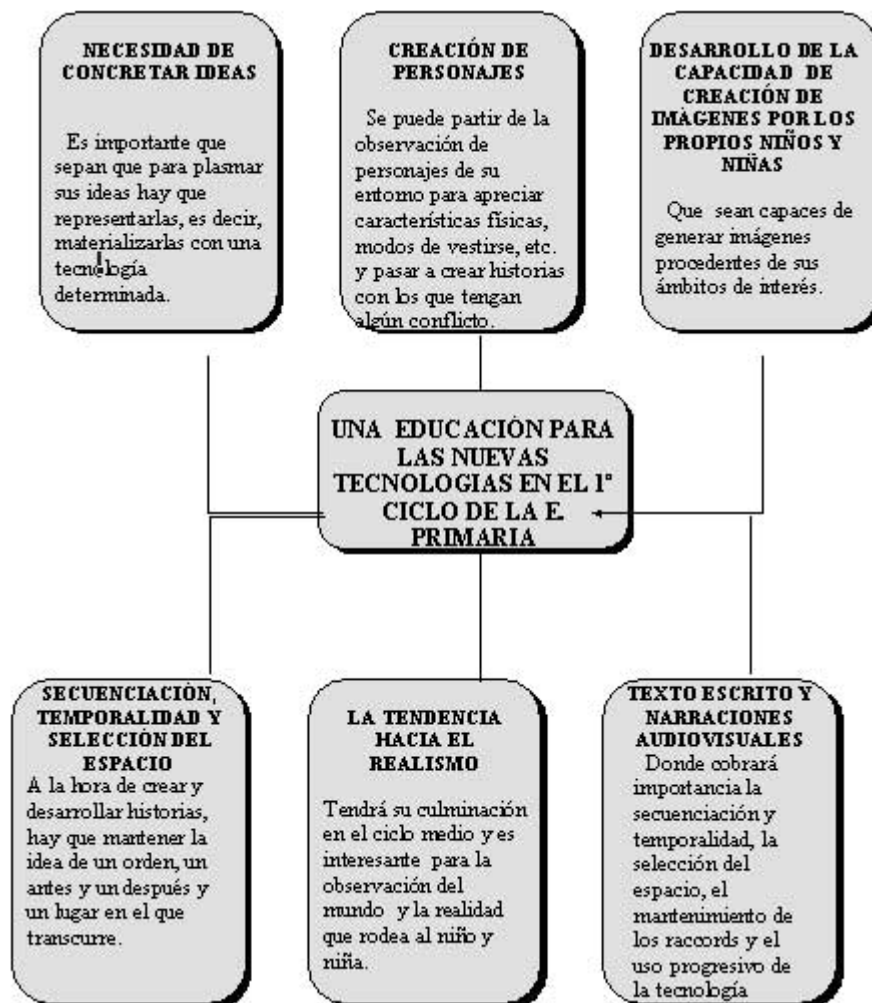 NECESIDAD DE
CONCRETAR IDEAS
Es importante que
sepan que para plasmar
sus ideas hay que
representarlas, es decir,
materializarlas con una
tecnología
determinada.
CREACIÓN DE
PERSONAJES
Se puede partir de la
observación de
personajes de su
entorno para apreciar
características físicas,
modos de vestirse, etc.
y pasar a crear historias
con los que tengan
algún conflicto.
DESARROLLO DE LA
CAPACIDAD DE
CREACIÓN DE
IMÀGENES POR LOS
PROPIOS NIÑOS Y
NIÑAS
Que sean capaces de
generar imágenes
procedentes de sus
ámbitos de interés.
UNA EDUCACIÓN PARA
LAS NUEVAS
TECNOLOGIAS EN EL 1º
CICLO DE LA E.
PRIMARIA
SECUENCIACIÓN,
TEMPORALIDAD Y
SELECCIÓN DEL
ESPACIO
A la hora de crear y
desarrollar historias,
hay que mantener la
idea de un orden, un
antes y un después y
un lugar en el que
transcurre.
LA TENDENCIA
HACIA EL
REALISMO
Tendrá su culminación
en el ciclo medio y es
interesante para la
observación del
mundo y la realidad
que rodea al niño y
niña.
TEXTO ESCRITO Y
NARRACIONES
AUDIOVISUALES
Donde cobrará
importancia la
secuenciación y
temporalidad, la
selección del
espacio, el
mantenimiento de
los raccords y el
uso progresivo de
la tecnología